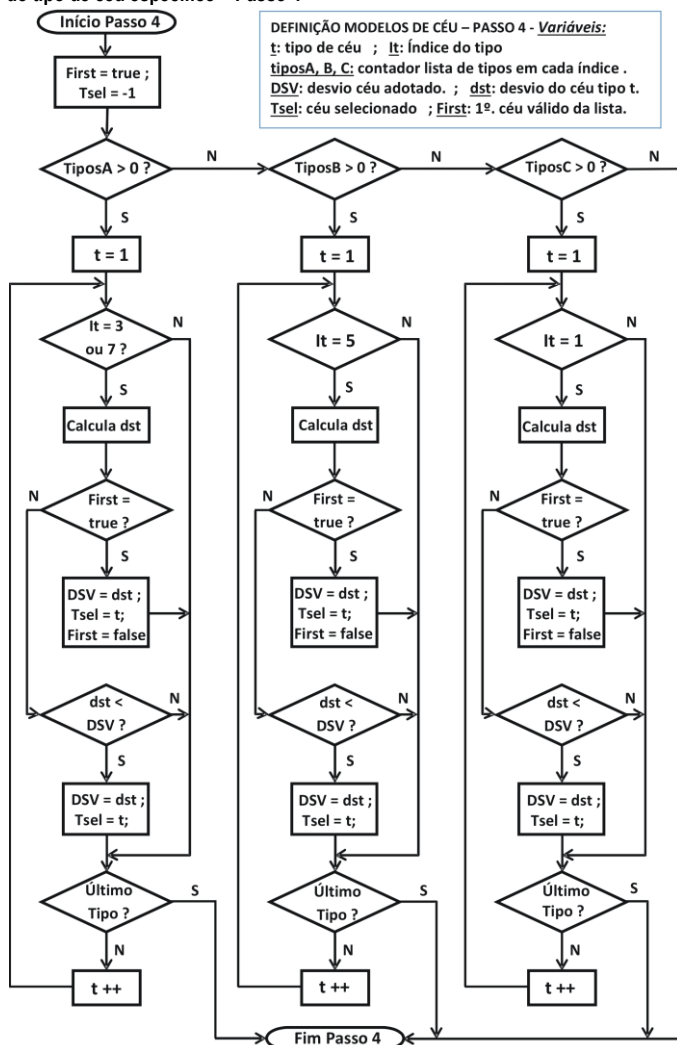 do tipo de céu específico – Passo 4
Início Passo 4
DEFINIÇÃO MODELOS DE CÉU – PASSO 4 - Variáveis:
t: tipo de céu ; It: Índice do tipo
tiposA, B, C: contador lista de tipos em cada índice .
DSV: desvio céu adotado. ; dst: desvio do céu tipo t.
Tsel: céu selecionado ; First: 1º. céu válido da lista.
First = true ;
Tsel = -1
TiposA > 0 ?
N
TiposB > 0 ?
N
TiposC > 0 ?
N
S
S
S
t = 1
t = 1
t = 1
It = 3
ou 7 ?
N
It = 5
N
It = 1
N
S
S
S
Calcula dst
Calcula dst
Calcula dst
N
First =
true ?
N
First =
true ?
N
First =
true ?
S
S
S
DSV = dst ;
Tsel = t;
First = false
DSV = dst ;
Tsel = t;
First = false
DSV = dst ;
Tsel = t;
First = false
dst <
DSV ?
N
dst <
DSV ?
N
dst <
DSV ?
N
S
S
S
DSV = dst ;
Tsel = t;
DSV = dst ;
Tsel = t;
DSV = dst ;
Tsel = t;
Último
Tipo ?
S
Último
Tipo ?
S
Último
Tipo ?
S
N
N
N
t ++
t ++
t ++
Fim Passo 4